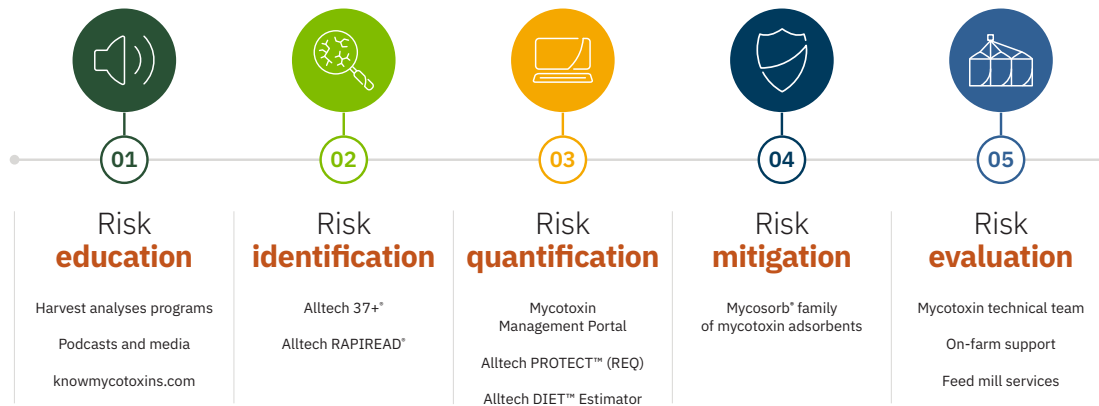 01
Risk
education
Harvest analyses programs
Podcasts and media
knowmycotoxins.com
02
Risk
identification
Alltech 37+®
Alltech RAPIREAD®
03
Risk
quantification
Mycotoxin
Management Portal
Alltech PROTECT™ (REQ)
Alltech DIET™ Estimator
04
Risk
mitigation
Mycosorb® family
of mycotoxin adsorbents
05
Risk
evaluation
Mycotoxin technical team
On-farm support
Feed mill services